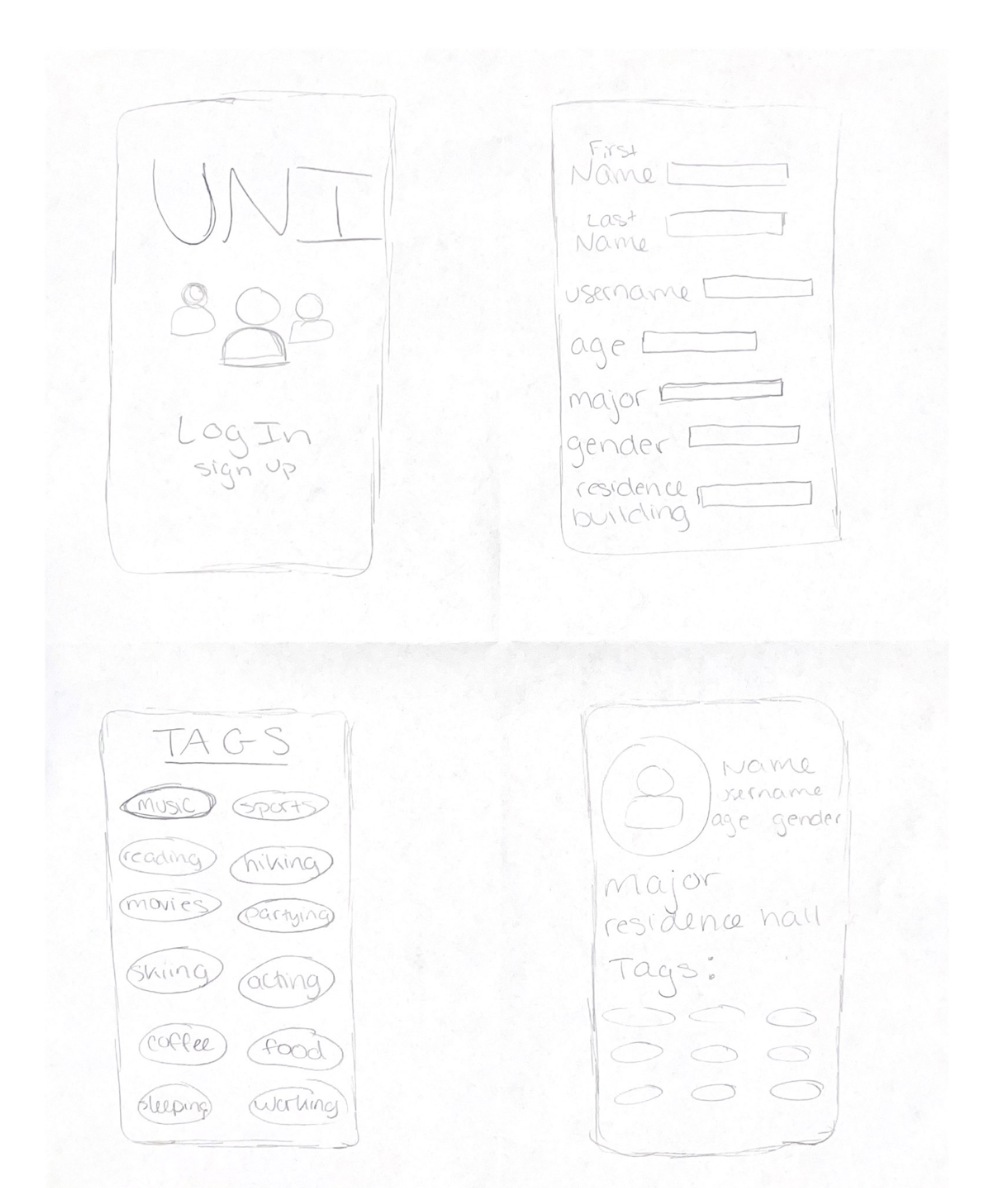 UNI
Log In
sign up
First
Name
Last
Name
username
age
major
gender
residence
building
TAGS
music sports
reading hiking
movies partying
skiing acting
coffee food
sleeping working
Name
username
age gender
major
residence hall
Tags: